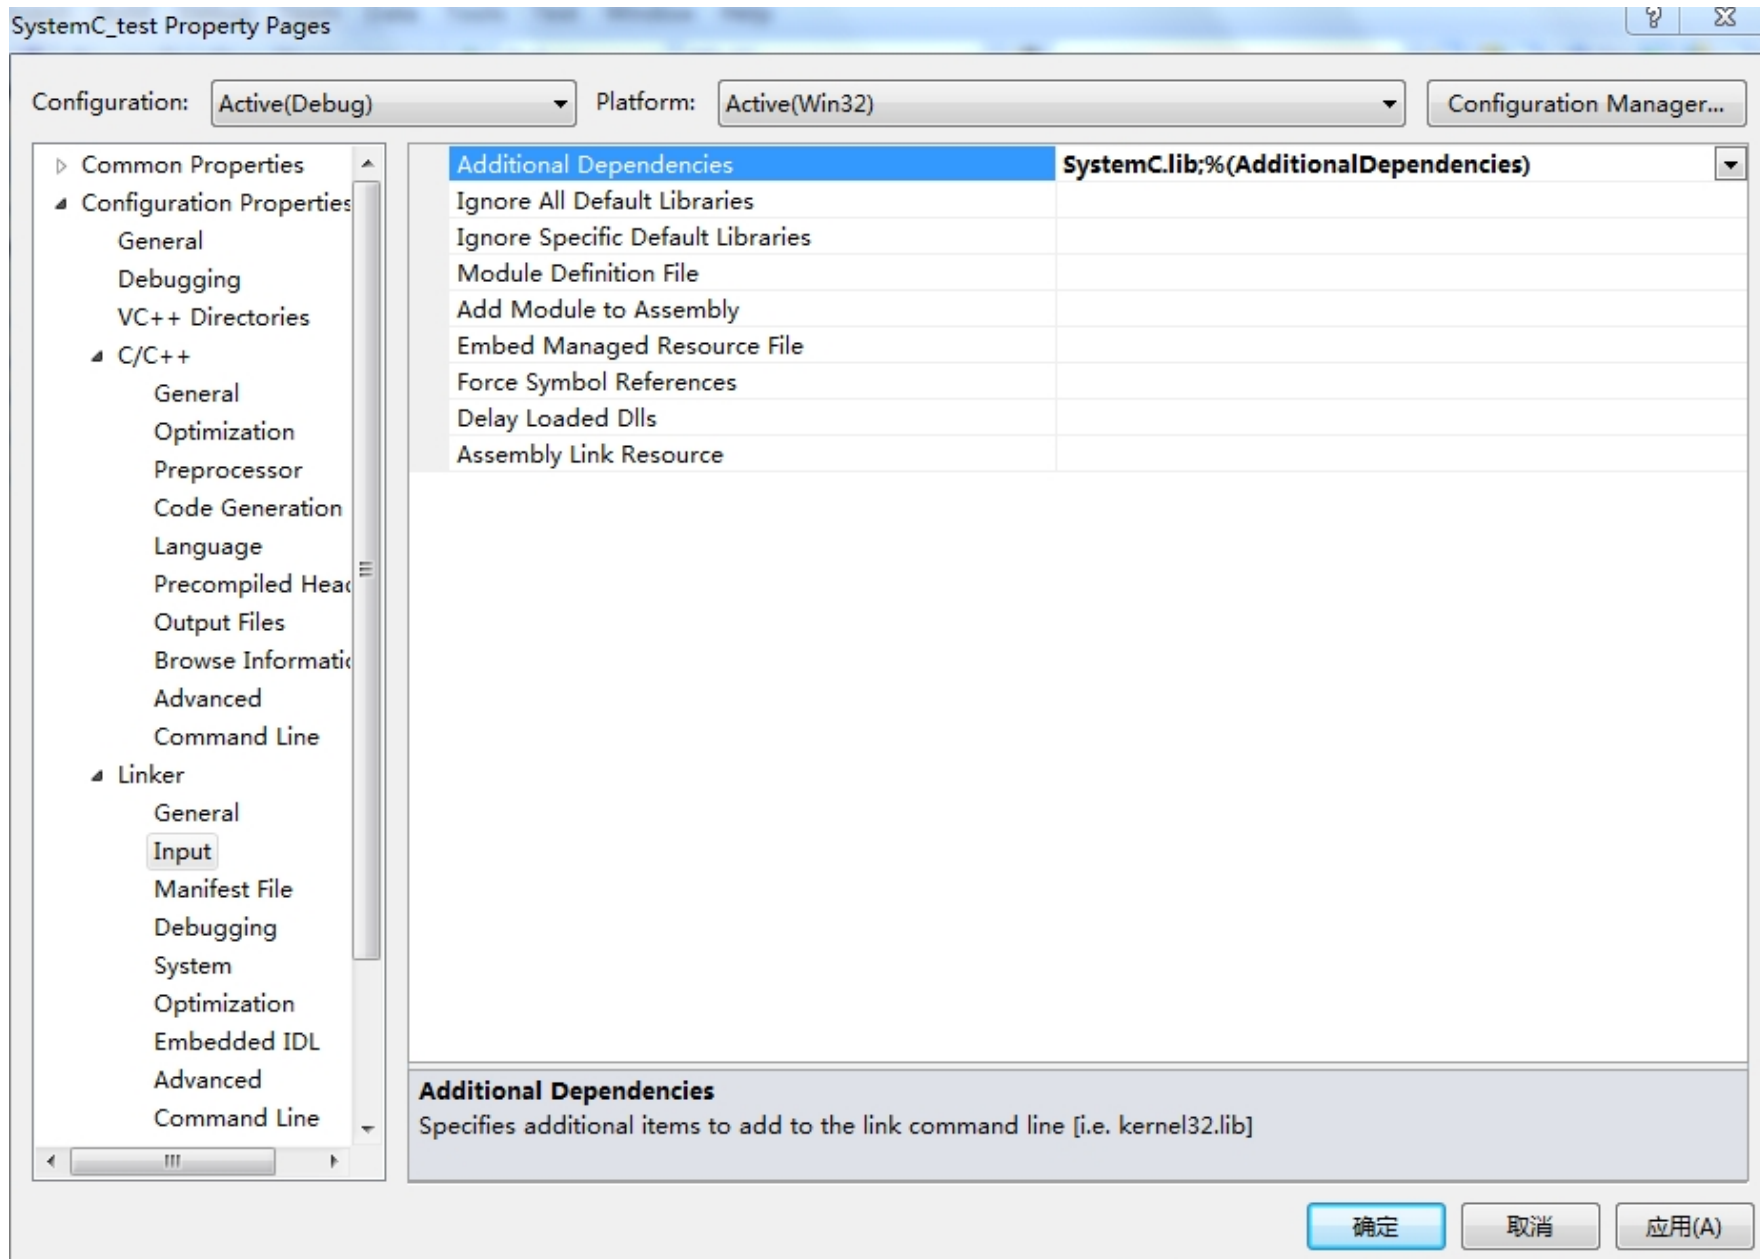 SystemC_test Property Pages
Configuration: Active(Debug) Platform: Active(Win32) Configuration Manager...
Common Properties
Configuration Properties
General
Debugging
VC++ Directories
C/C++
General
Optimization
Preprocessor
Code Generation
Language
Precompiled Head
Output Files
Browse Informatic
Advanced
Command Line
Linker
General
Input
Manifest File
Debugging
System
Optimization
Embedded IDL
Advanced
Command Line
Additional Dependencies SystemC.lib;%(AdditionalDependencies)
Ignore All Default Libraries
Ignore Specific Default Libraries
Module Definition File
Add Module to Assembly
Embed Managed Resource File
Force Symbol References
Delay Loaded Dlls
Assembly Link Resource
Additional Dependencies
Specifies additional items to add to the link command line [i.e. kernel32.lib]
确定 取消 应用(A)